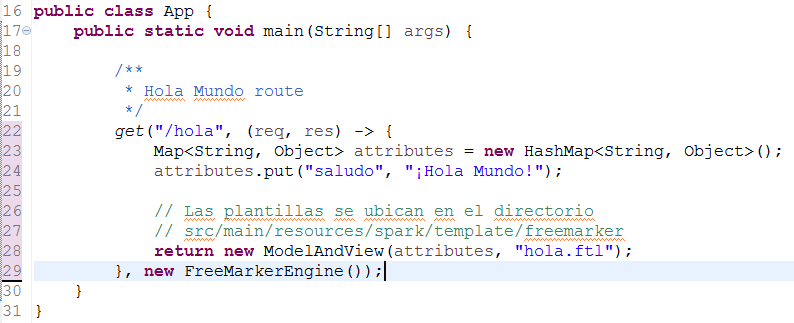 16 public class App {
17 public static void main(String[] args) {
18
19 /**
20 * Hola Mundo route
21 */
22 get("/hola", (req, res) -> {
23 Map<String, Object> attributes = new HashMap<String, Object>();
24 attributes.put("saludo", "¡Hola Mundo!");
25
26 // Las plantillas se ubican en el directorio
27 // src/main/resources/spark/template/freemarker
28 return new ModelAndView(attributes, "hola.ftl");
29 }, new FreeMarkerEngine());
30 }
31 }